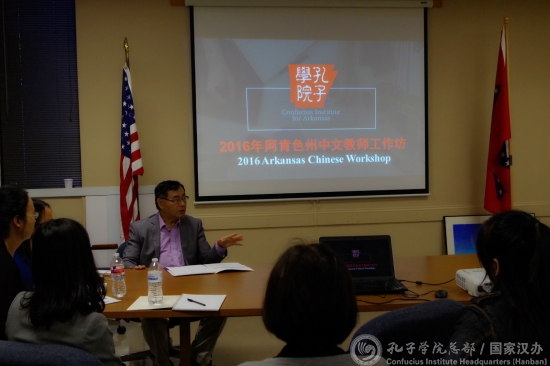 學孔
院子
Confucius Institute
for Arkansas
2016年阿肯色州中文教师工作坊
2016 Arkansas Chinese Workshop
孔子学院总部 / 国家汉办
Confucius Institute Headquarters (Hanban)